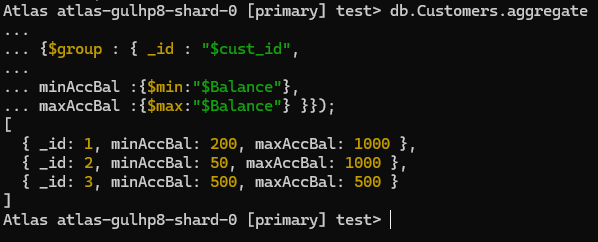 Atlas atlas-gulhp8-shard-0 [primary] test> db.Customers.aggregate
...
... {$group : { _id : "$cust_id",
...
... minAccBal :{$min:"$Balance"},
... maxAccBal :{$max:"$Balance"} }});
[
  { _id: 1, minAccBal: 200, maxAccBal: 1000 },
  { _id: 2, minAccBal: 50, maxAccBal: 1000 },
  { _id: 3, minAccBal: 500, maxAccBal: 500 }
]
Atlas atlas-gulhp8-shard-0 [primary] test>